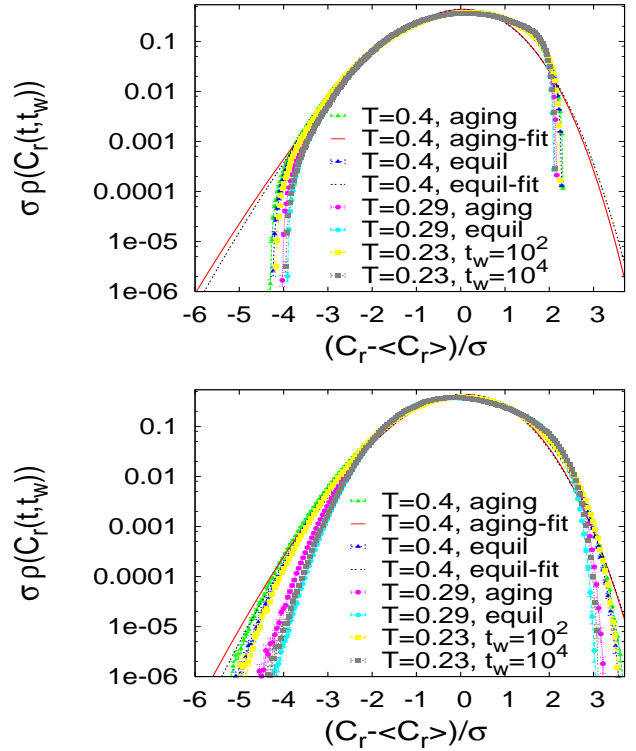 σ ρ(C_r(t,t_w))
0.1
0.01
0.001
0.0001
1e-05
1e-06
T=0.4, aging
T=0.4, aging-fit
T=0.4, equil
T=0.4, equil-fit
T=0.29, aging
T=0.29, equil
T=0.23, t_w=10^2
T=0.23, t_w=10^4
-6 -5 -4 -3 -2 -1 0 1 2 3
(C_r-<C_r>)/σ
σ ρ(C_r(t,t_w))
0.1
0.01
0.001
0.0001
1e-05
1e-06
T=0.4, aging
T=0.4, aging-fit
T=0.4, equil
T=0.4, equil-fit
T=0.29, aging
T=0.29, equil
T=0.23, t_w=10^2
T=0.23, t_w=10^4
-6 -5 -4 -3 -2 -1 0 1 2 3
(C_r-<C_r>)/σ